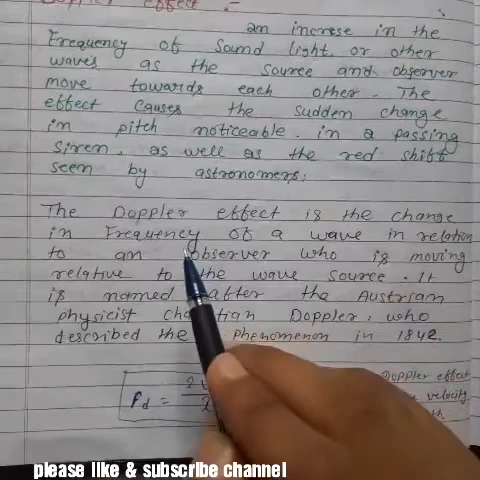 Doppler effect :-
an increse in the
Frequency of Sound light or other
waves as the source and observer
move towards each other. The
effect causes the sudden change
in pitch noticeable. in a passing
Siren, as well as the red shift
seen by astronomers:
The Doppler effect is the change
in Frequency of a wave in relation
to an observer who is moving
relative to the wave source. It
is named after the Austrian
physicist tian Doppler, who
described the Phenomenon in 1842.
Doppler effect
velocity
please like & subscribe channel